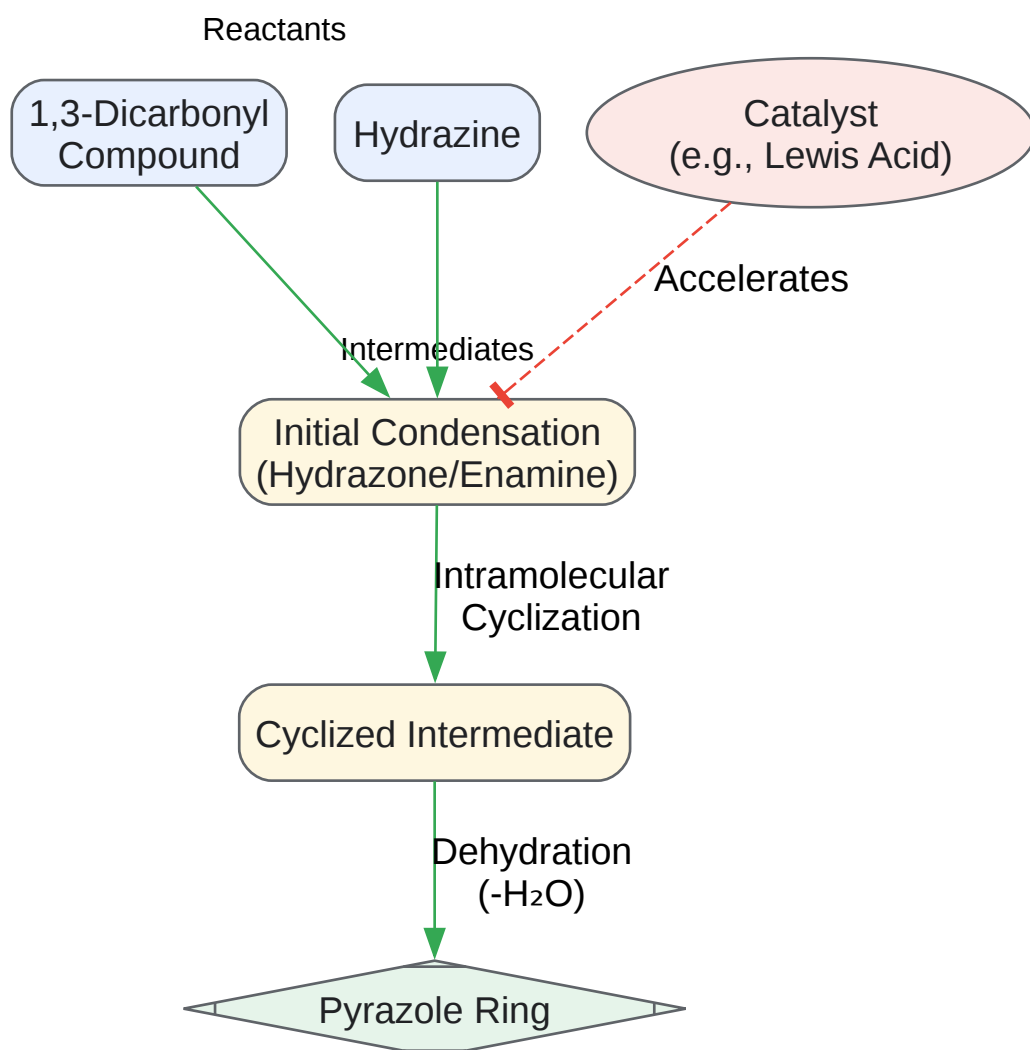 Reactants
1,3-Dicarbonyl
Compound
Hydrazine
Catalyst
(e.g., Lewis Acid)
Accelerates
Intermediates
Initial Condensation
(Hydrazone/Enamine)
Intramolecular
Cyclization
Cyclized Intermediate
Dehydration
(-H₂O)
Pyrazole Ring